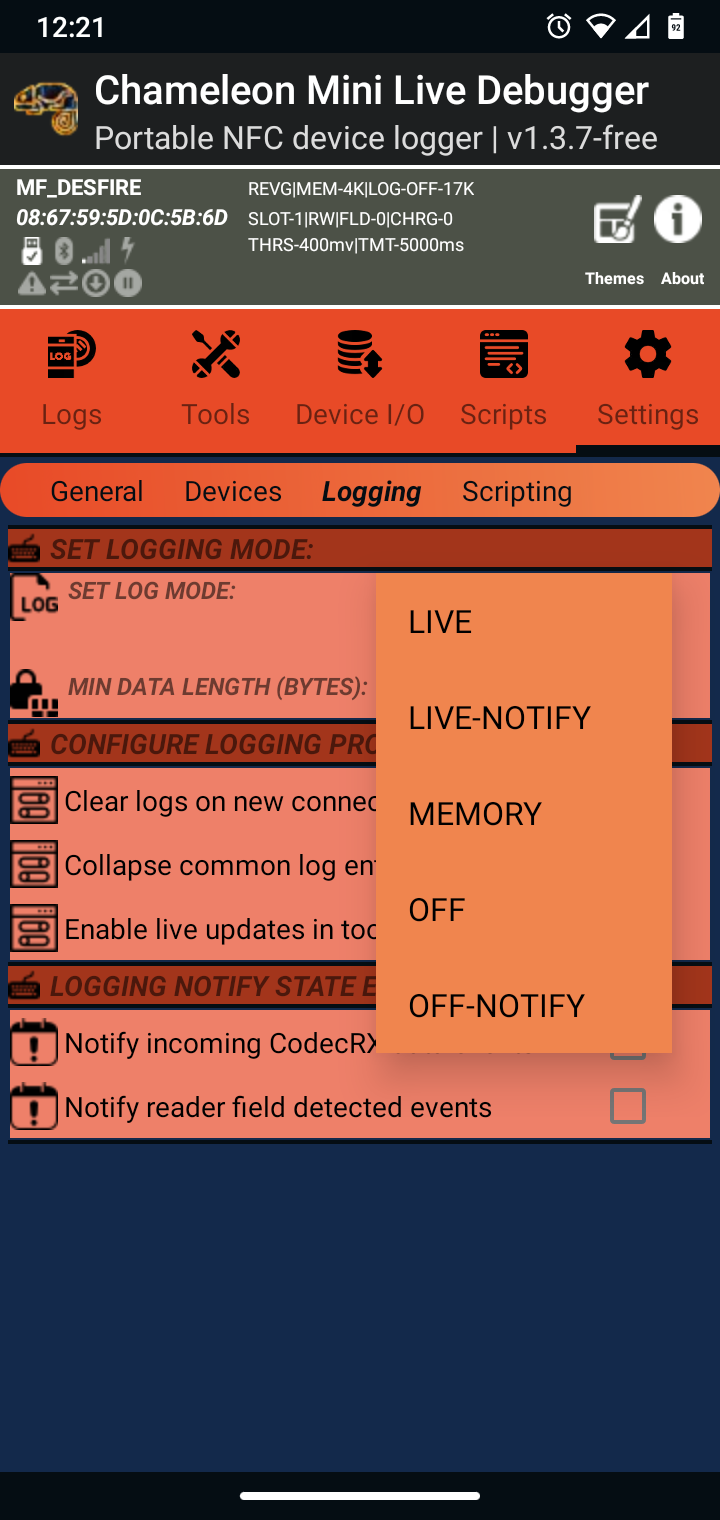 12:21
92
Chameleon Mini Live Debugger
Portable NFC device logger | v1.3.7-free
MF_DESFIRE
08:67:59:5D:0C:5B:6D
REVG|MEM-4K|LOG-OFF-17K
SLOT-1|RW|FLD-0|CHRG-0
THRS-400mv|TMT-5000ms
Themes About
LOG
Logs Tools Device I/O Scripts Settings
General Devices Logging Scripting
SET LOGGING MODE:
LOG SET LOG MODE:
LIVE
MIN DATA LENGTH (BYTES):
LIVE-NOTIFY
CONFIGURE LOGGING PRO
Clear logs on new connec
MEMORY
Collapse common log en
OFF
Enable live updates in too
LOGGING NOTIFY STATE E
OFF-NOTIFY
Notify incoming CodecRX
Notify reader field detected events